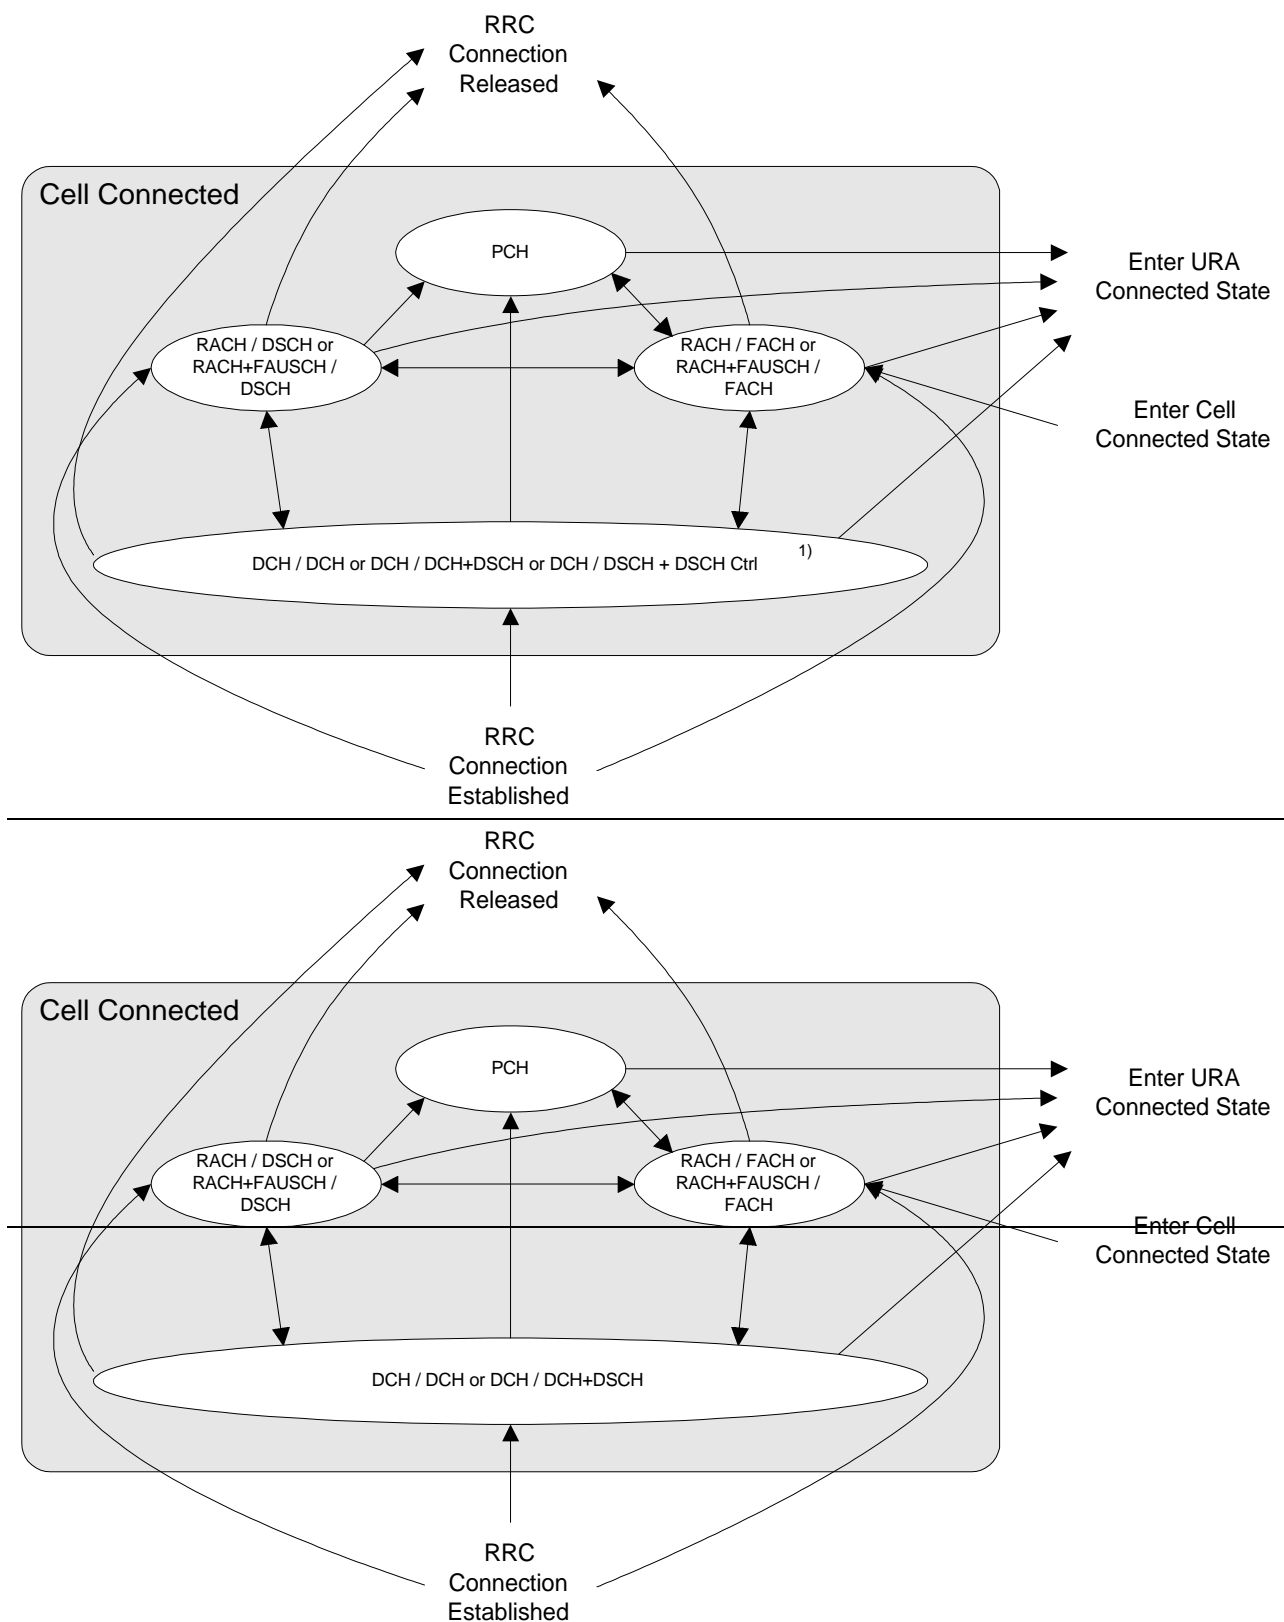 RRC
Connection
Released
Cell Connected
PCH
Enter URA
Connected State
RACH / DSCH or
RACH+FAUSCH /
DSCH
RACH / FACH or
RACH+FAUSCH /
FACH
Enter Cell
Connected State
1)
DCH / DCH or DCH / DCH+DSCH or DCH / DSCH + DSCH Ctrl
RRC
Connection
Established
RRC
Connection
Released
Cell Connected
PCH
Enter URA
Connected State
RACH / DSCH or
RACH+FAUSCH /
DSCH
RACH / FACH or
RACH+FAUSCH /
FACH
Enter Cell
Connected State
DCH / DCH or DCH / DCH+DSCH
RRC
Connection
Established